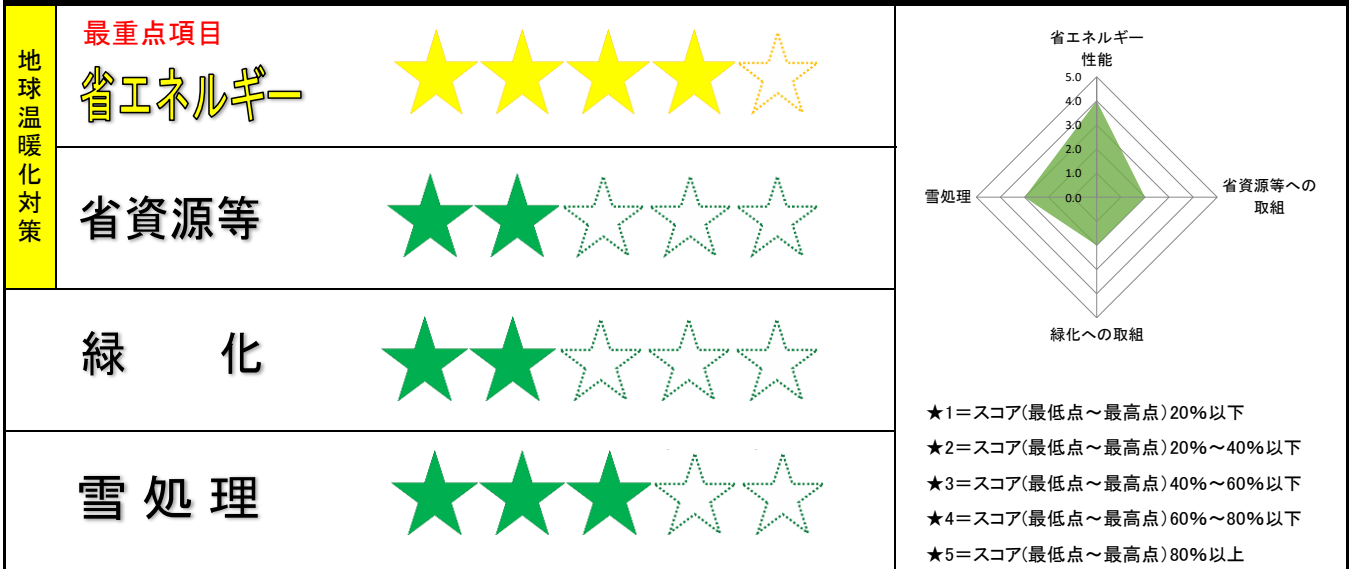 地球温暖化対策
最重点項目
省エネルギー
★★★★☆
省資源等
★★☆☆☆
緑 化
★★☆☆☆
雪処理
★★★☆☆
省エネルギー
性能
5.0
4.0
3.0
2.0
1.0
0.0
雪処理
省資源等への
取組
緑化への取組
★1=スコア(最低点～最高点)20%以下
★2=スコア(最低点～最高点)20%～40%以下
★3=スコア(最低点～最高点)40%～60%以下
★4=スコア(最低点～最高点)60%～80%以下
★5=スコア(最低点～最高点)80%以上